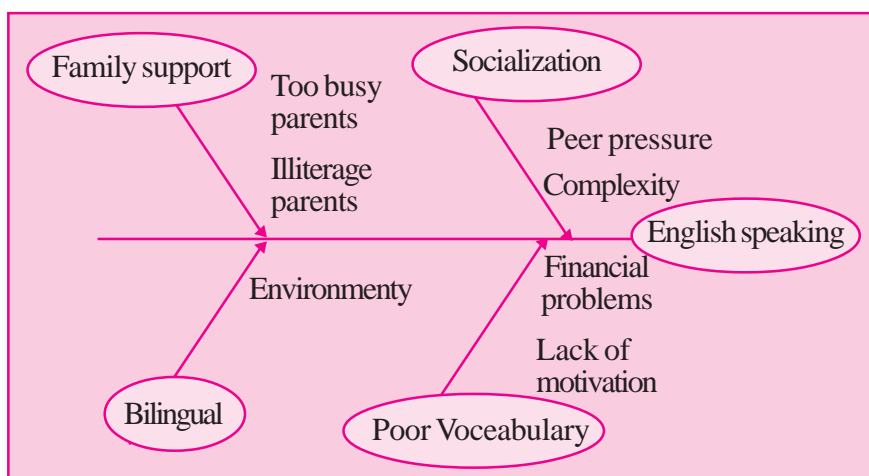 Family support
Too busy
parents
Illiterage
parents
Socialization
Peer pressure
Complexity
English speaking
Environmenty
Bilingual
Financial
problems
Lack of
motivation
Poor Voceabulary